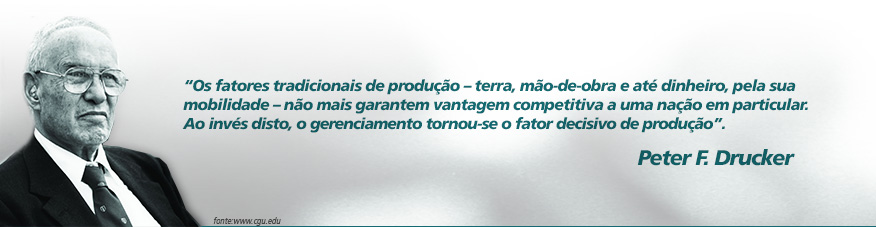 “Os fatores tradicionais de produção – terra, mão-de-obra e até dinheiro, pela sua
mobilidade – não mais garantem vantagem competitiva a uma nação em particular.
Ao invés disto, o gerenciamento tornou-se o fator decisivo de produção”.
Peter F. Drucker
fonte:www.cgu.edu